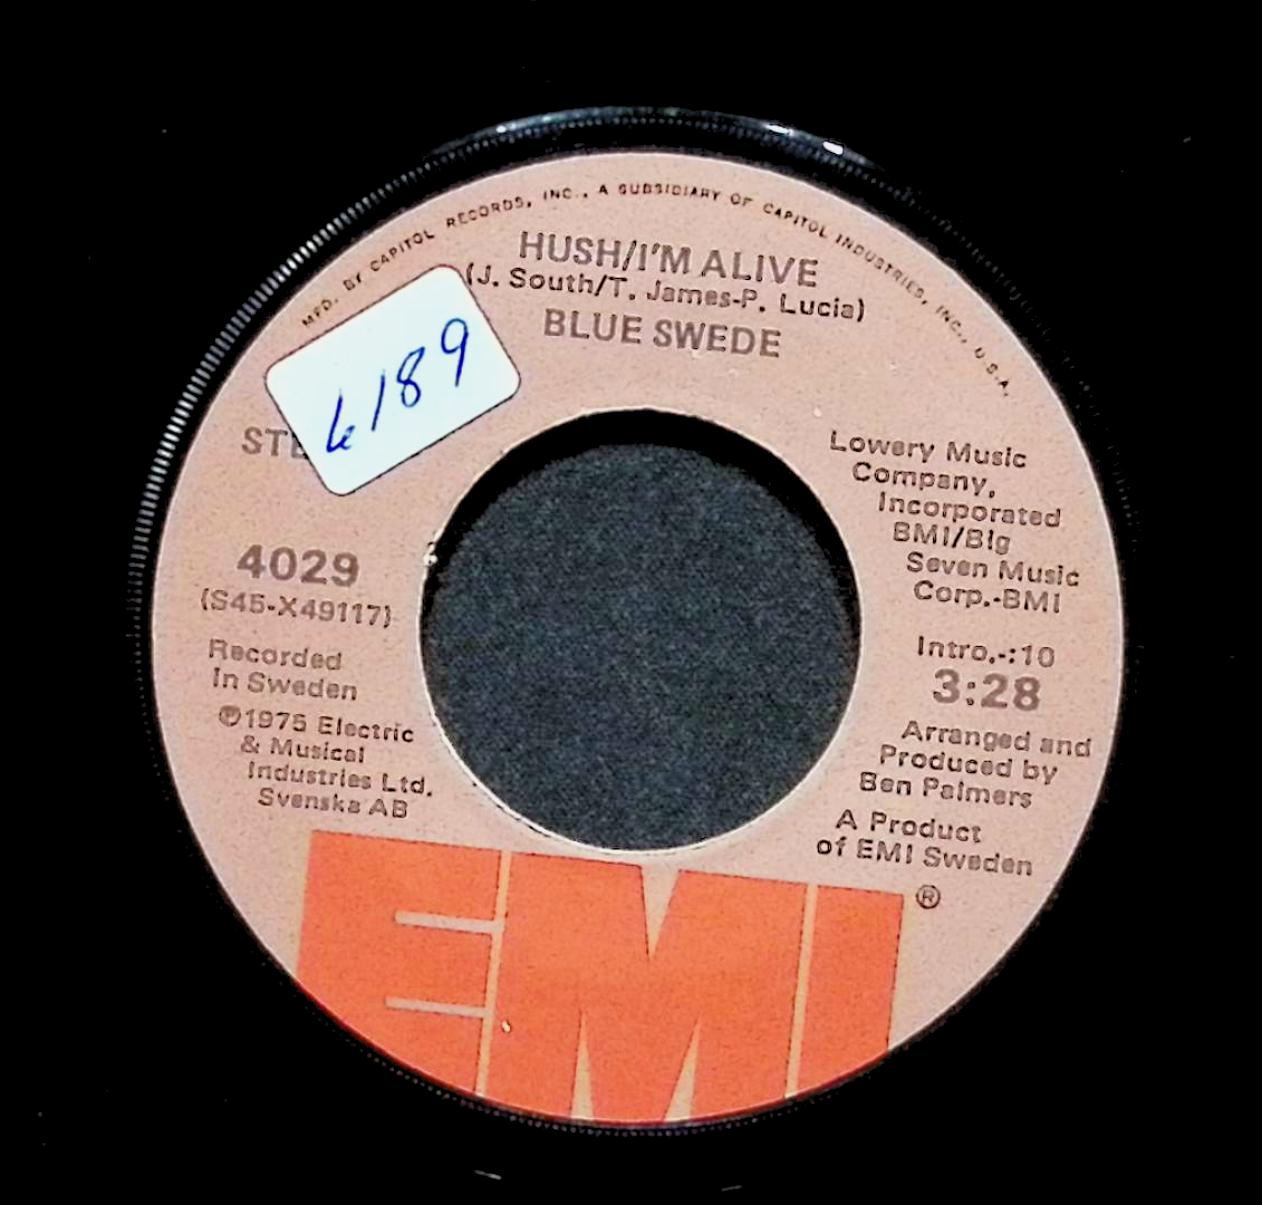 MFD. BY CAPITOL RECORDS, INC., A SUBSIDIARY OF CAPITOL INDUSTRIES, INC., U.S.A.
HUSH/I'M ALIVE
(J. South/T. James-P. Lucia)
BLUE SWEDE
6189
STE
4029
(S45-X49117)
Recorded
In Sweden
Ⓟ1975 Electric
& Musical
Industries Ltd.
Svenska AB
Lowery Music
Company,
Incorporated
BMI/Big
Seven Music
Corp.-BMI
Intro.-:10
3:28
Arranged and
Produced by
Ben Palmers
A Product
of EMI Sweden
EMI®